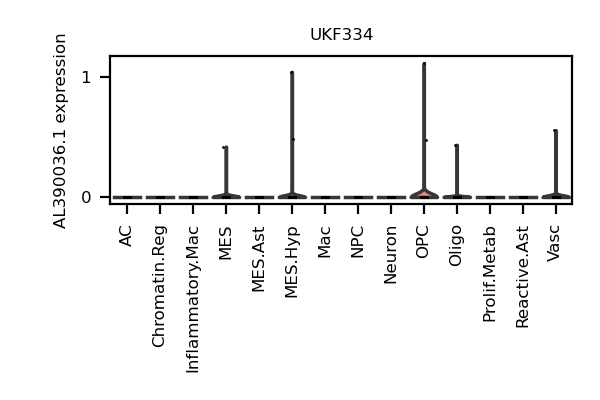 UKF334
AL390036.1 expression
1
0
AC
Chromatin.Reg
Inflammatory.Mac
MES
MES.Ast
MES.Hyp
Mac
NPC
Neuron
OPC
Oligo
Prolif.Metab
Reactive.Ast
Vasc